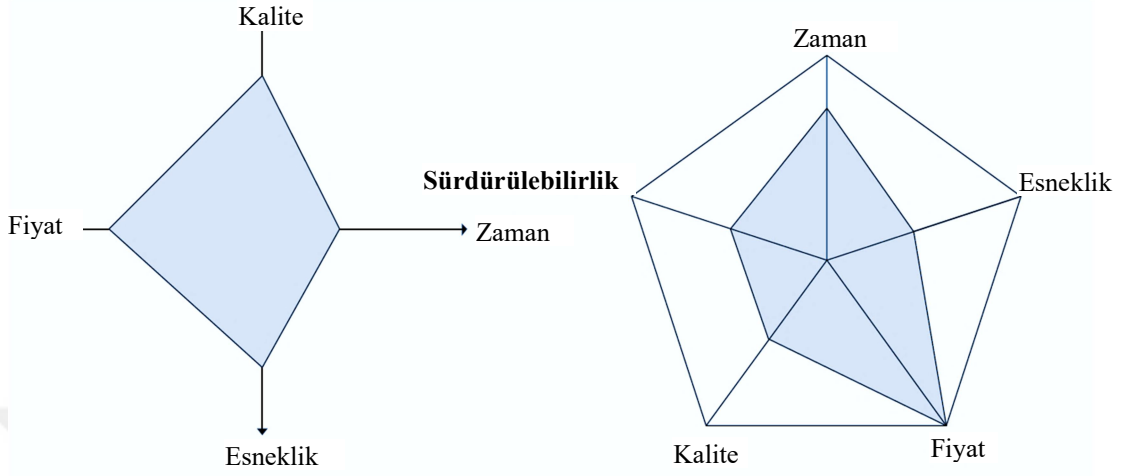 Kalite
Fiyat
Zaman
Esneklik
Zaman
Sürdürülebilirlik
Esneklik
Kalite
Fiyat